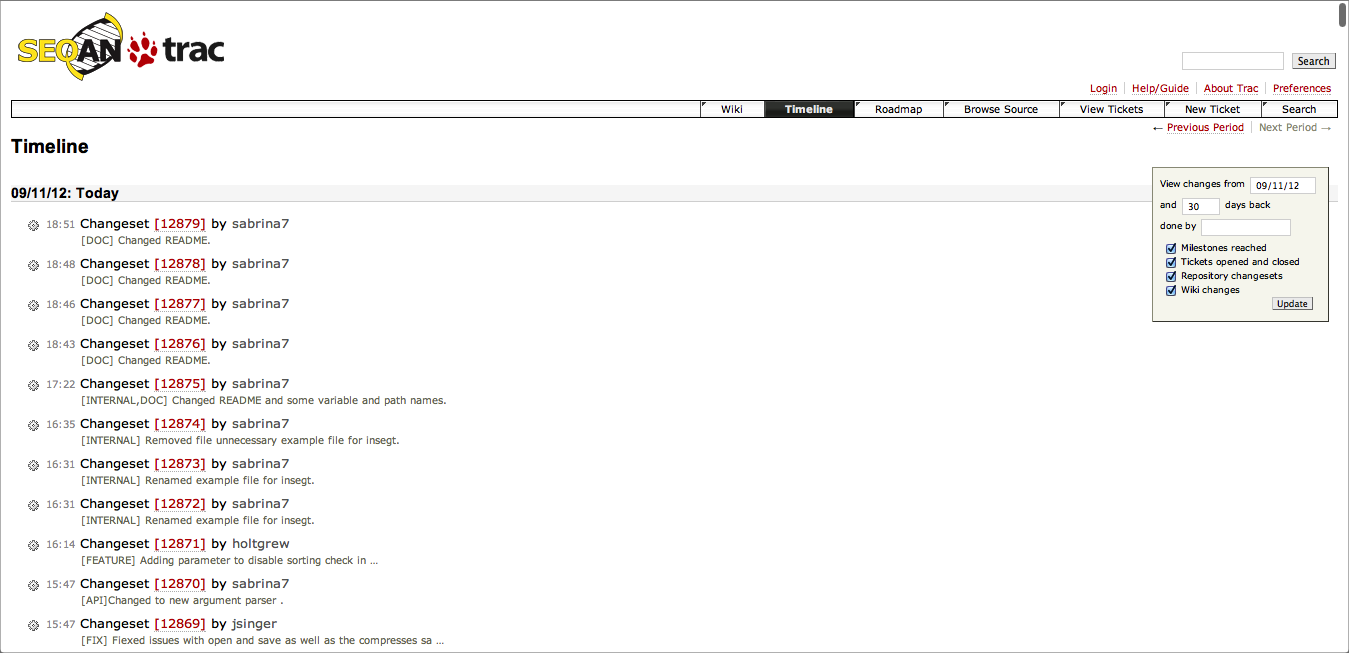 SEQAN trac
Search
Login Help/Guide About Trac Preferences
Wiki Timeline Roadmap Browse Source View Tickets New Ticket Search
← Previous Period Next Period →
Timeline
09/11/12: Today
18:51 Changeset [12879] by sabrina7
[DOC] Changed README.
18:48 Changeset [12878] by sabrina7
[DOC] Changed README.
18:46 Changeset [12877] by sabrina7
[DOC] Changed README.
18:43 Changeset [12876] by sabrina7
[DOC] Changed README.
17:22 Changeset [12875] by sabrina7
[INTERNAL,DOC] Changed README and some variable and path names.
16:35 Changeset [12874] by sabrina7
[INTERNAL] Removed file unnecessary example file for insegt.
16:31 Changeset [12873] by sabrina7
[INTERNAL] Renamed example file for insegt.
16:31 Changeset [12872] by sabrina7
[INTERNAL] Renamed example file for insegt.
16:14 Changeset [12871] by holtgrew
[FEATURE] Adding parameter to disable sorting check in ...
15:47 Changeset [12870] by sabrina7
[API]Changed to new argument parser .
15:47 Changeset [12869] by jsinger
[FIX] Fiexed issues with open and save as well as the compresses sa ...
View changes from 09/11/12
and 30 days back
done by
Milestones reached
Tickets opened and closed
Repository changesets
Wiki changes
Update